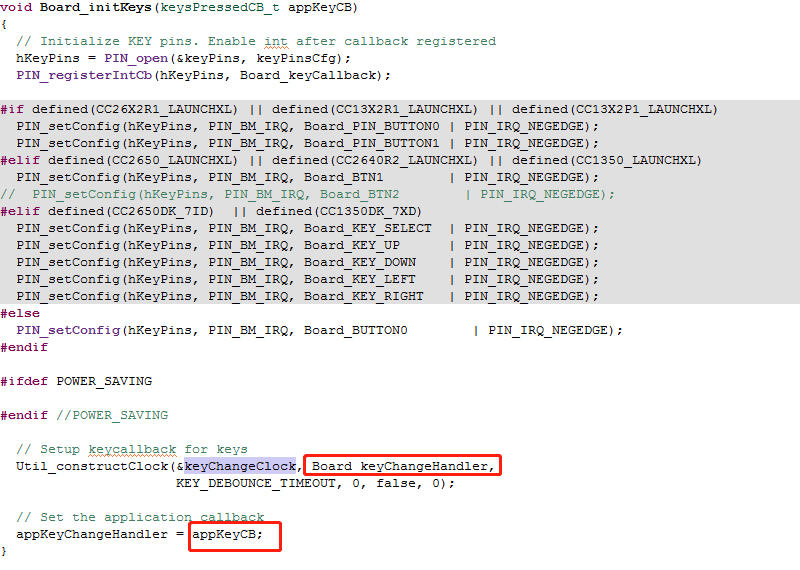 void Board_initKeys(keysPressedCB_t appKeyCB)
{
  // Initialize KEY pins. Enable int after callback registered
  hKeyPins = PIN_open(&keyPins, keyPinsCfg);
  PIN_registerIntCb(hKeyPins, Board_keyCallback);

#if defined(CC26X2R1_LAUNCHXL) || defined(CC13X2R1_LAUNCHXL) || defined(CC13X2P1_LAUNCHXL)
  PIN_setConfig(hKeyPins, PIN_BM_IRQ, Board_PIN_BUTTON0 | PIN_IRQ_NEGEDGE);
  PIN_setConfig(hKeyPins, PIN_BM_IRQ, Board_PIN_BUTTON1 | PIN_IRQ_NEGEDGE);
#elif defined(CC2650_LAUNCHXL) || defined(CC2640R2_LAUNCHXL) || defined(CC1350_LAUNCHXL)
  PIN_setConfig(hKeyPins, PIN_BM_IRQ, Board_BTN1        | PIN_IRQ_NEGEDGE);
//  PIN_setConfig(hKeyPins, PIN_BM_IRQ, Board_BTN2        | PIN_IRQ_NEGEDGE);
#elif defined(CC2650DK_7ID)  || defined(CC1350DK_7XD)
  PIN_setConfig(hKeyPins, PIN_BM_IRQ, Board_KEY_SELECT  | PIN_IRQ_NEGEDGE);
  PIN_setConfig(hKeyPins, PIN_BM_IRQ, Board_KEY_UP      | PIN_IRQ_NEGEDGE);
  PIN_setConfig(hKeyPins, PIN_BM_IRQ, Board_KEY_DOWN    | PIN_IRQ_NEGEDGE);
  PIN_setConfig(hKeyPins, PIN_BM_IRQ, Board_KEY_LEFT    | PIN_IRQ_NEGEDGE);
  PIN_setConfig(hKeyPins, PIN_BM_IRQ, Board_KEY_RIGHT   | PIN_IRQ_NEGEDGE);
#else
  PIN_setConfig(hKeyPins, PIN_BM_IRQ, Board_BUTTON0        | PIN_IRQ_NEGEDGE);
#endif

#ifdef POWER_SAVING

#endif //POWER_SAVING

  // Setup keycallback for keys
  Util_constructClock(&keyChangeClock, Board_keyChangeHandler,
                      KEY_DEBOUNCE_TIMEOUT, 0, false, 0);

  // Set the application callback
  appKeyChangeHandler = appKeyCB;
}